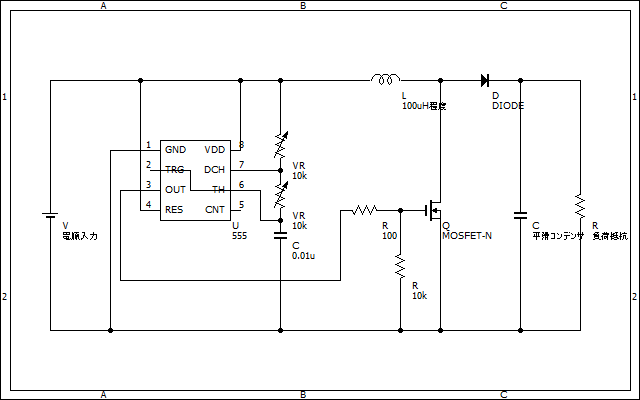 A B C
1 1
L
100uH程度
D
DIODE
1 GND VDD 8
2 TRG DCH 7
3 OUT TH 6
4 RES CNT 5
U
555
VR
10k
VR
10k
C
0.01u
V
電源入力
R
100
Q
MOSFET-N
C
平滑コンデンサ
R
負荷抵抗
R
10k
2 2
A B C